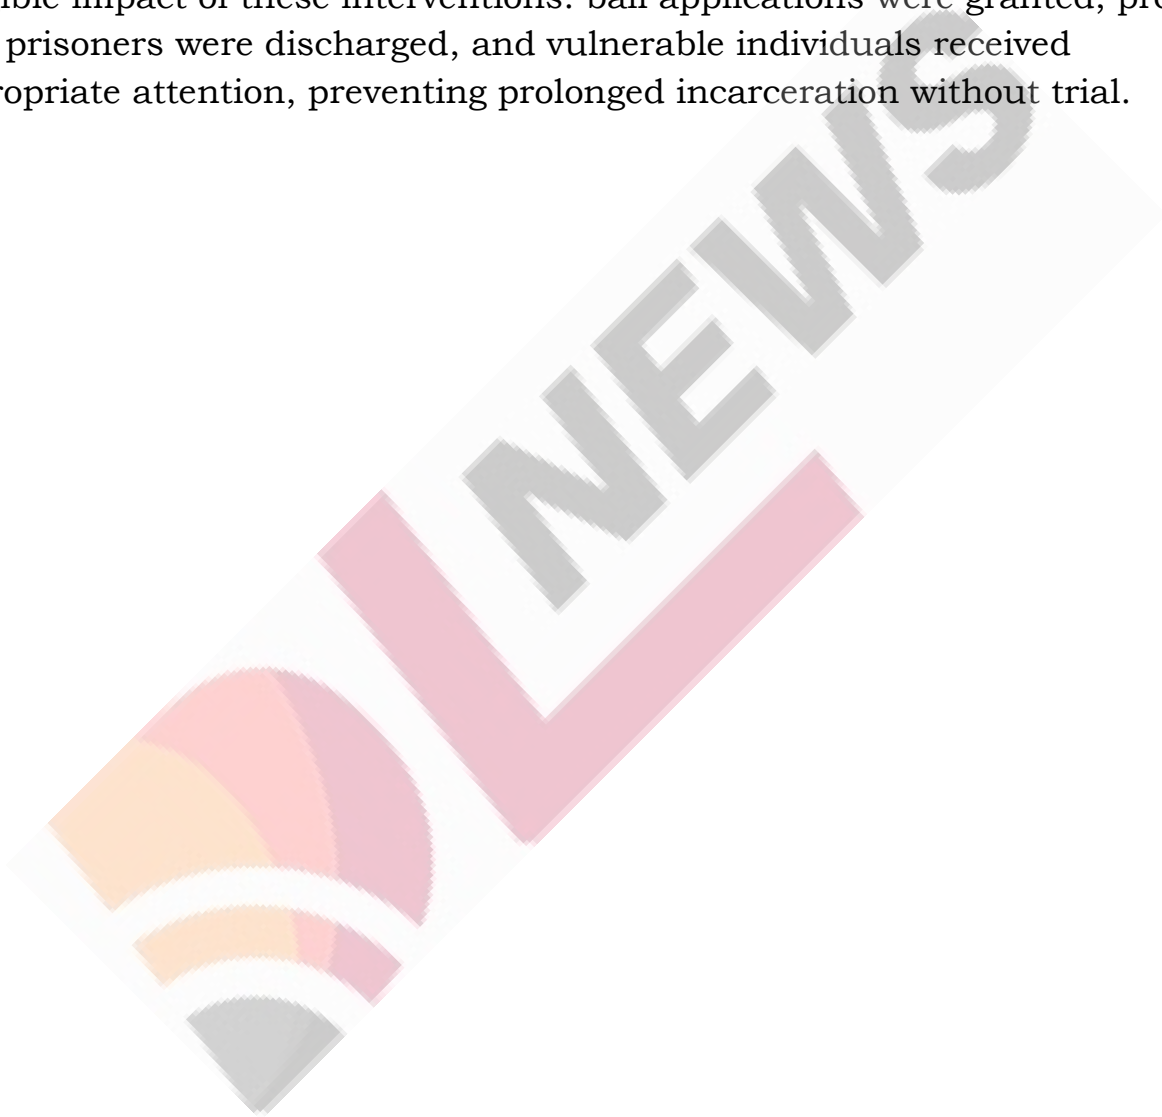 impact of these interventions: bail applications were granted,
prisoners were discharged, and vulnerable individuals received
attention, preventing prolonged incarceration without trial.
L NEWS